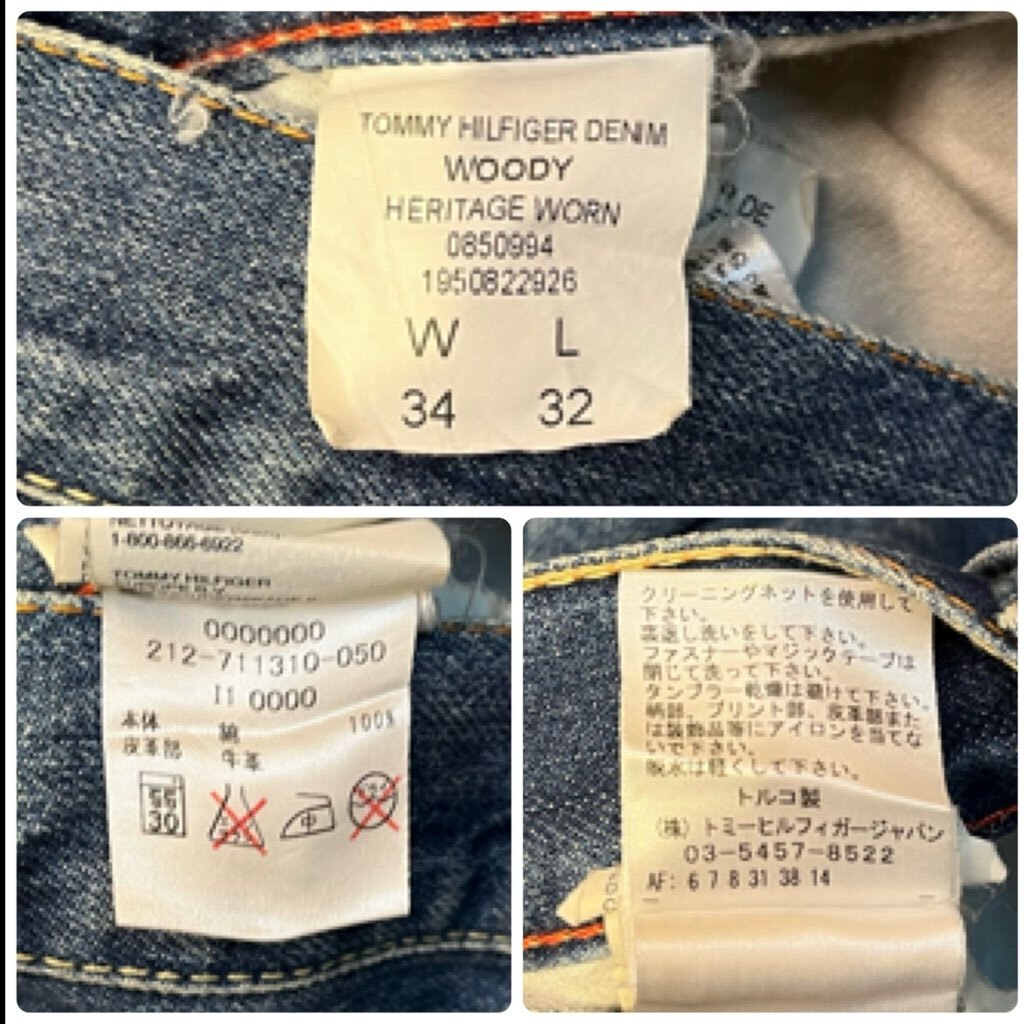 TOMMY HILFIGER DENIM
WOODY
HERITAGE WORN
0850994
1950822926
W L
34 32
DE
1-800-866-6922
TOMMY HILFIGER
0000000
212-711310-050
I1 0000
本体 綿 100%
皮革部 牛革
30
中
クリーニングネットを使用して
下さい。
裏返し洗いをして下さい。
ファスナーやマジックテープは
閉じて洗って下さい。
タンブラー乾燥は避けて下さい。
柄部、プリント部、皮革部また
は装飾品等にアイロンを当てな
いで下さい。
脱水は軽くして下さい。
トルコ製
(株) トミーヒルフィガージャパン
03-5457-8522
AF: 6 7 8 31 38 14